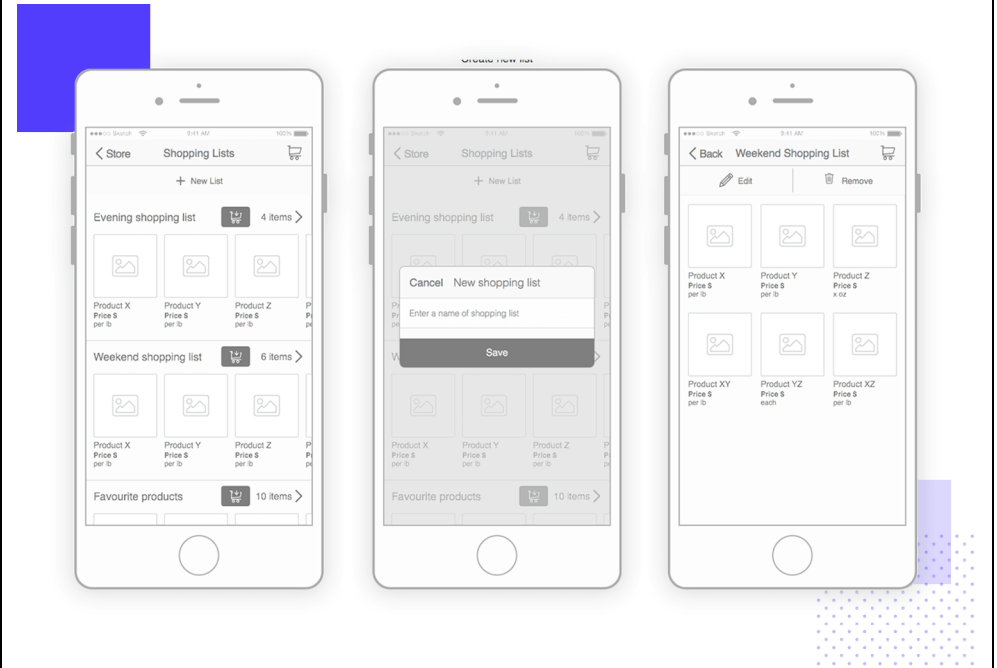 Create new list
●●●○○ Sketch 9:41 AM 100%
Store Shopping Lists
+ New List
Evening shopping list 4 items
Product X Product Y Product Z P
Price $ Price $ Price $ P
per lb per lb per lb pe
Weekend shopping list 6 items
Product X Product Y Product Z P
Price $ Price $ Price $ P
per lb per lb per lb pe
Favourite products 10 items
●●●○○ Sketch 9:41 AM 100%
Store Shopping Lists
+ New List
Evening shopping list 4 items
Cancel New shopping list
Enter a name of shopping list
Save
Product X Product Y Product Z P
Price $ Price $ Price $ P
per lb per lb per lb pe
Favourite products 10 items
●●●○○ Sketch 9:41 AM 100%
Back Weekend Shopping List
Edit Remove
Product X Product Y Product Z
Price $ Price $ Price $
per lb per lb x oz
Product XY Product YZ Product XZ
Price $ Price $ Price $
per lb each per lb